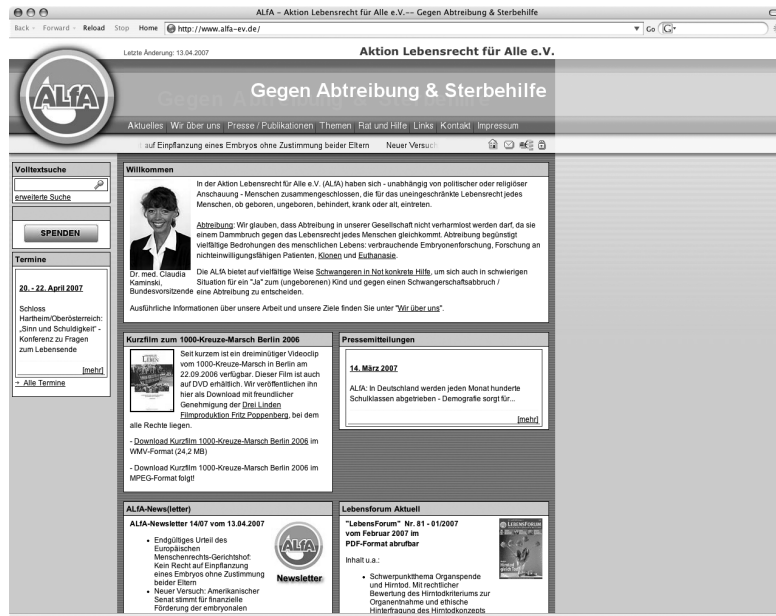 ALfA – Aktion Lebensrecht für Alle e.V.–– Gegen Abtreibung & Sterbehilfe
Back Forward Reload Stop Home http://www.alfa-ev.de/ Go
Letzte Änderung: 13.04.2007
Aktion Lebensrecht für Alle e.V.
ALfA
Gegen Abtreibung & Sterbehilfe
Aktuelles Wir über uns Presse / Publikationen Themen Rat und Hilfe Links Kontakt Impressum
auf Einpflanzung eines Embryos ohne Zustimmung beider Eltern Neuer Versuch
Volltextsuche
erweiterte Suche
SPENDEN
Termine
20. - 22. April 2007
Schloss
Hartheim/Oberösterreich:
„Sinn und Schuldigkeit" -
Konferenz zu Fragen
zum Lebensende
[mehr]
→ Alle Termine
Willkommen
In der Aktion Lebensrecht für Alle e.V. (ALfA) haben sich - unabhängig von politischer oder religiöser
Anschauung - Menschen zusammengeschlossen, die für das uneingeschränkte Lebensrecht jedes
Menschen, ob geboren, ungeboren, behindert, krank oder alt, eintreten.
Abtreibung: Wir glauben, dass Abtreibung in unserer Gesellschaft nicht verharmlost werden darf, da sie
einem Dammbruch gegen das Lebensrecht jedes Menschen gleichkommt. Abtreibung begünstigt
vielfältige Bedrohungen des menschlichen Lebens: verbrauchende Embryonenforschung, Forschung an
nichteinwilligungsfähigen Patienten, Klonen und Euthanasie.
Dr. med. Claudia
Kaminski,
Bundesvorsitzende
Die ALfA bietet auf vielfältige Weise Schwangeren in Not konkrete Hilfe, um sich auch in schwierigen
Situation für ein "Ja" zum (ungeborenen) Kind und gegen einen Schwangerschaftsabbruch /
eine Abtreibung zu entscheiden.
Ausführliche Informationen über unsere Arbeit und unsere Ziele finden Sie unter "Wir über uns".
Kurzfilm zum 1000-Kreuze-Marsch Berlin 2006
LEBEN
Seit kurzem ist ein dreiminütiger Videoclip
vom 1000-Kreuze-Marsch in Berlin am
22.09.2006 verfügbar. Dieser Film ist auch
auf DVD erhältlich. Wir veröffentlichen ihn
hier als Download mit freundlicher
Genehmigung der Drei Linden
Filmproduktion Fritz Poppenberg, bei dem
alle Rechte liegen.
- Download Kurzfilm 1000-Kreuze-Marsch Berlin 2006 im
WMV-Format (24,2 MB)
- Download Kurzfilm 1000-Kreuze-Marsch Berlin 2006 im
MPEG-Format folgt!
Pressemitteilungen
14. März 2007
ALfA: In Deutschland werden jeden Monat hunderte
Schulklassen abgetrieben - Demografie sorgt für...
[mehr]
ALfA-News(letter)
ALfA-Newsletter 14/07 vom 13.04.2007
• Endgültiges Urteil des
Europäischen
Menschenrechts-Gerichtshof:
Kein Recht auf Einpflanzung
eines Embryos ohne Zustimmung
beider Eltern
• Neuer Versuch: Amerikanischer
Senat stimmt für finanzielle
Förderung der embryonalen
ALfA
Newsletter
Lebensforum Aktuell
"LebensForum" Nr. 81 - 01/2007
vom Februar 2007 im
PDF-Format abrufbar
LEBENSFORUM
Inhalt u.a.:
• Schwerpunktthema Organspende
und Hirntod. Mit rechtlicher
Bewertung des Hirntodkriteriums zur
Organentnahme und ethische
Hinterfragung des Hirntodkonzepts